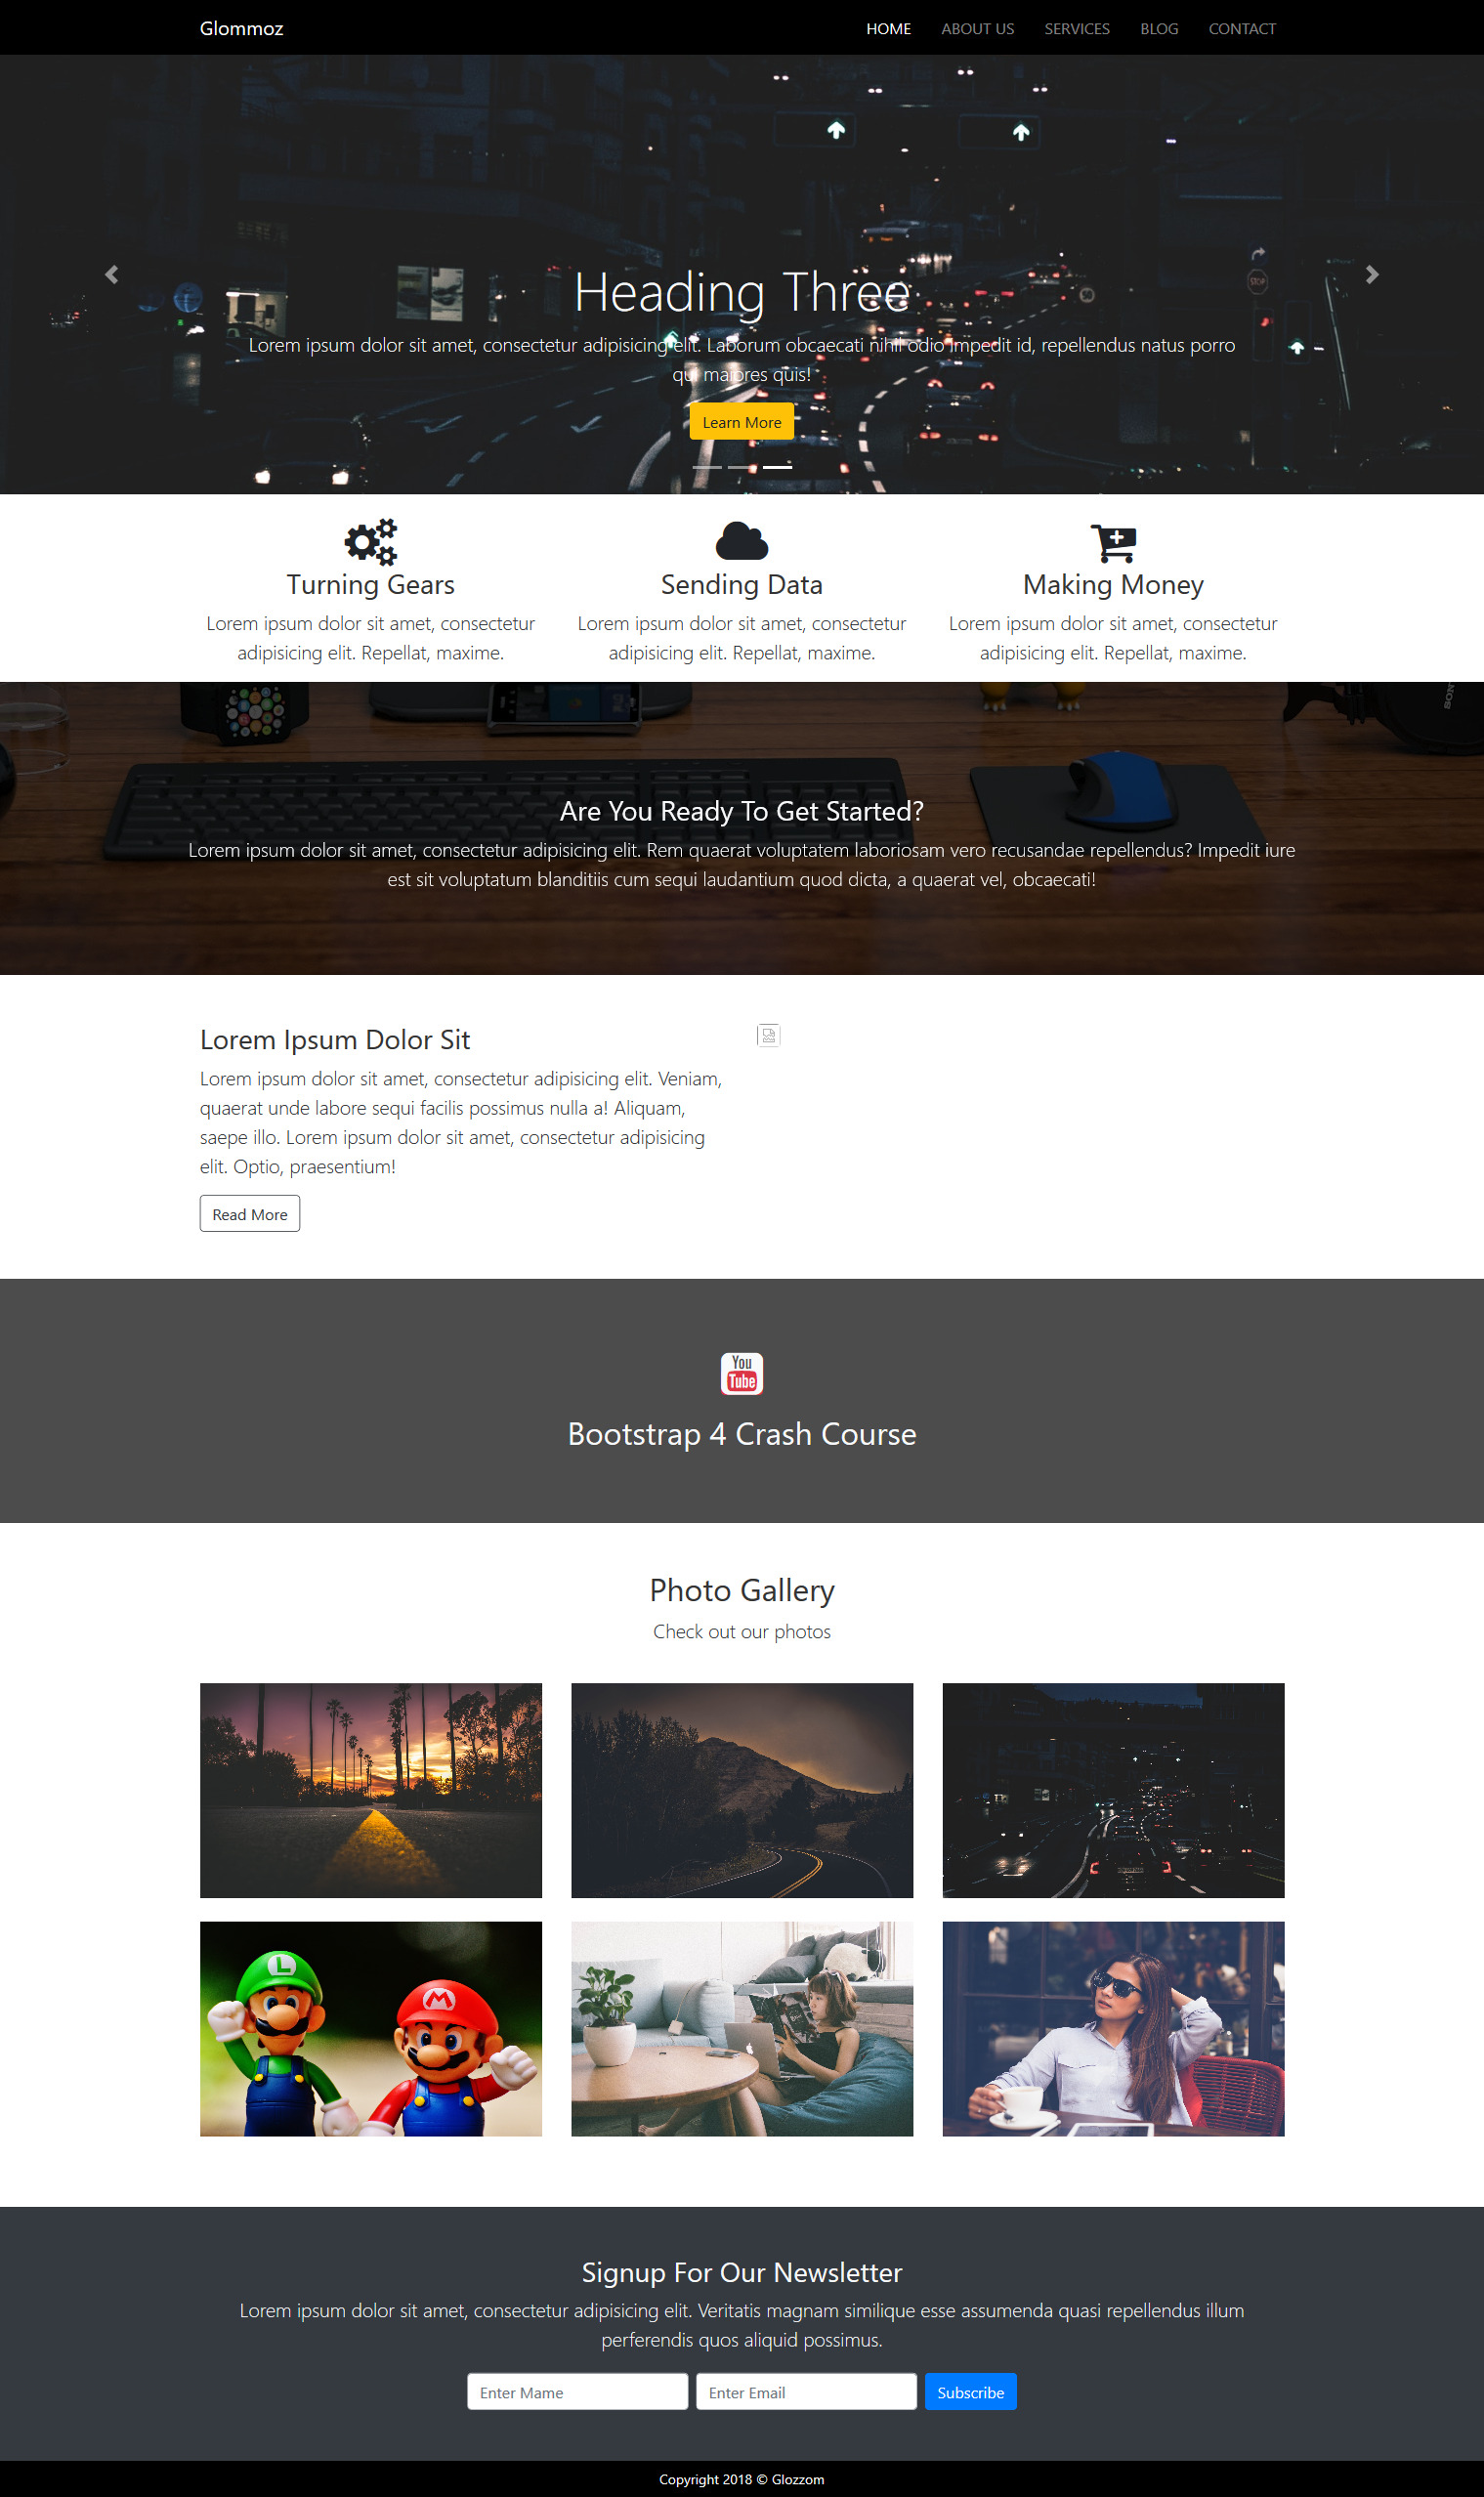 Glommoz
HOME ABOUT US SERVICES BLOG CONTACT
STOP
Heading Three
Lorem ipsum dolor sit amet, consectetur adipisicing elit. Laborum obcaecati nihil odio impedit id, repellendus natus porro
qui maiores quis!
Learn More
Turning Gears
Lorem ipsum dolor sit amet, consectetur
adipisicing elit. Repellat, maxime.
Sending Data
Lorem ipsum dolor sit amet, consectetur
adipisicing elit. Repellat, maxime.
Making Money
Lorem ipsum dolor sit amet, consectetur
adipisicing elit. Repellat, maxime.
SONY
Are You Ready To Get Started?
Lorem ipsum dolor sit amet, consectetur adipisicing elit. Rem quaerat voluptatem laboriosam vero recusandae repellendus? Impedit iure
est sit voluptatum blanditiis cum sequi laudantium quod dicta, a quaerat vel, obcaecati!
Lorem Ipsum Dolor Sit
Lorem ipsum dolor sit amet, consectetur adipisicing elit. Veniam,
quaerat unde labore sequi facilis possimus nulla a! Aliquam,
saepe illo. Lorem ipsum dolor sit amet, consectetur adipisicing
elit. Optio, praesentium!
Read More
You
Tube
Bootstrap 4 Crash Course
Photo Gallery
Check out our photos
L
M
Signup For Our Newsletter
Lorem ipsum dolor sit amet, consectetur adipisicing elit. Veritatis magnam similique esse assumenda quasi repellendus illum
perferendis quos aliquid possimus.
Enter Mame
Enter Email
Subscribe
Copyright 2018 © Glozzom